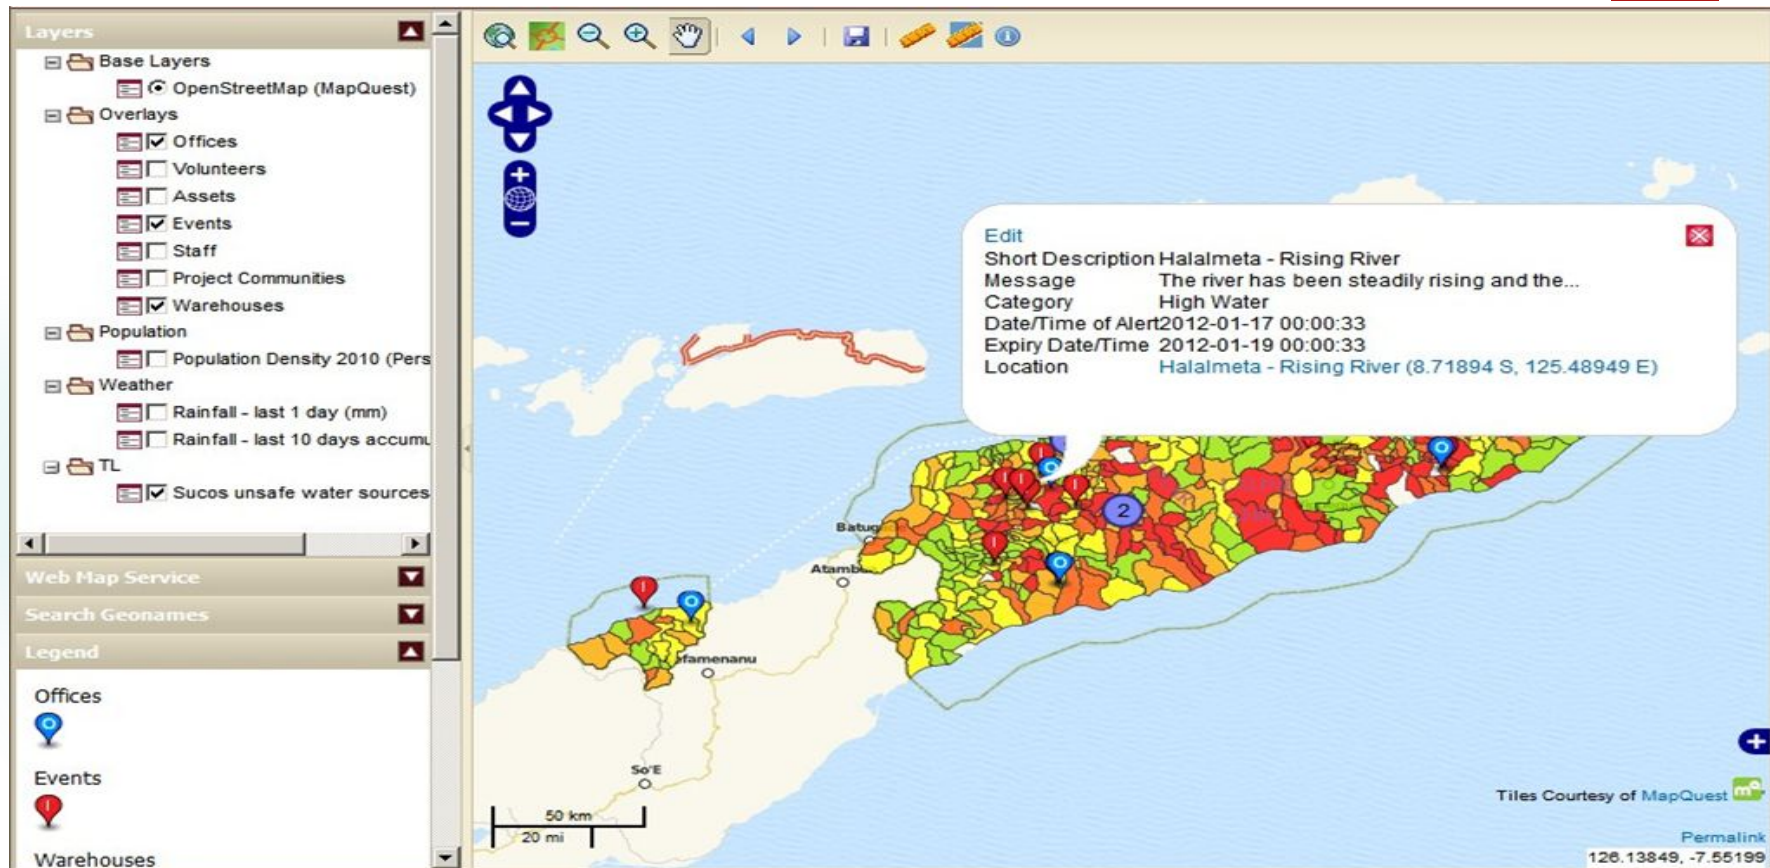 Layers
Base Layers
OpenStreetMap (MapQuest)
Overlays
Offices
Volunteers
Assets
Events
Staff
Project Communities
Warehouses
Population
Population Density 2010 (Pers
Weather
Rainfall - last 1 day (mm)
Rainfall - last 10 days accumu
TL
Sucos unsafe water sources
Web Map Service
Search Geonames
Legend
Offices
Events
Warehouses
Edit
Short Description Halalmeta - Rising River
Message The river has been steadily rising and the...
Category High Water
Date/Time of Alert2012-01-17 00:00:33
Expiry Date/Time 2012-01-19 00:00:33
Location Halalmeta - Rising River (8.71894 S, 125.48949 E)
2
So'E
50 km
20 mi
Tiles Courtesy of MapQuest
Permalink
126.13849, -7.55199